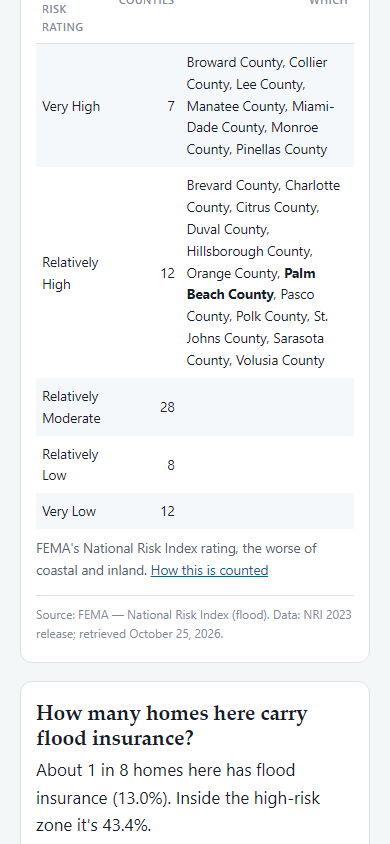 COUNTIES
WHICH
RISK
RATING
Very High
7
Broward County, Collier
County, Lee County,
Manatee County, Miami-
Dade County, Monroe
County, Pinellas County
Relatively
High
12
Brevard County, Charlotte
County, Citrus County,
Duval County,
Hillsborough County,
Orange County, Palm
Beach County, Pasco
County, Polk County, St.
Johns County, Sarasota
County, Volusia County
Relatively
Moderate
28
Relatively
Low
8
Very Low
12
FEMA's National Risk Index rating, the worse of
coastal and inland. How this is counted
Source: FEMA — National Risk Index (flood). Data: NRI 2023
release; retrieved October 25, 2026.
How many homes here carry
flood insurance?
About 1 in 8 homes here has flood
insurance (13.0%). Inside the high-risk
zone it's 43.4%.